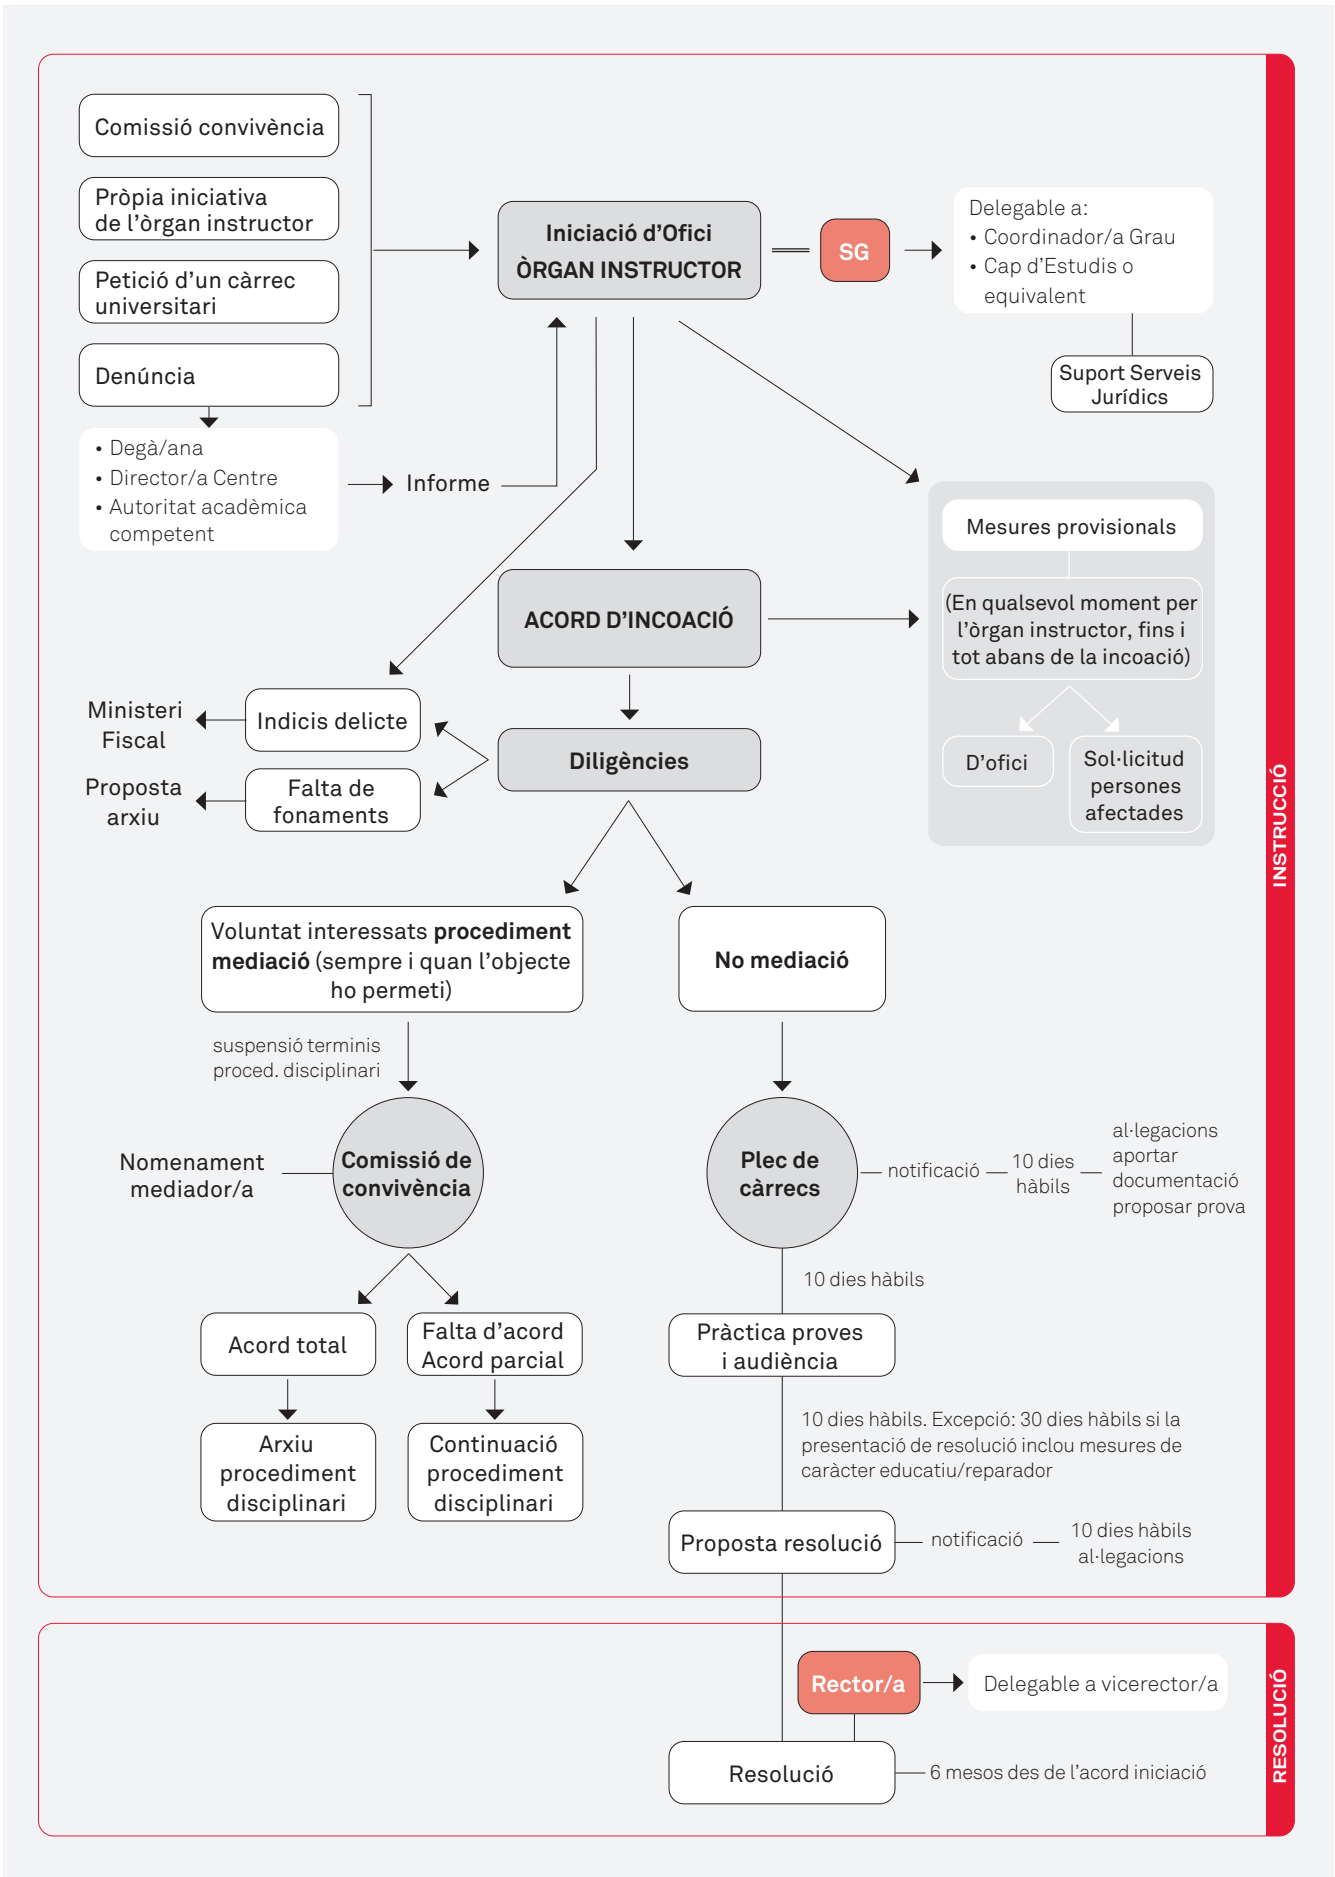 Comissió convivència
Pròpia iniciativa
de l’òrgan instructor
Petició d’un càrrec
universitari
Denúncia
• Degà/ana
• Director/a Centre
• Autoritat acadèmica
competent
Informe
Iniciació d’Ofici
ÒRGAN INSTRUCTOR
SG
Delegable a:
• Coordinador/a Grau
• Cap d’Estudis o
equivalent
Suport Serveis
Jurídics
Mesures provisionals
(En qualsevol moment per
l’òrgan instructor, fins i
tot abans de la incoació)
D’ofici
Sol·licitud
persones
afectades
ACORD D’INCOACIÓ
Ministeri
Fiscal
Indicis delicte
Proposta
arxiu
Falta de
fonaments
Diligències
Voluntat interessats procediment
mediació (sempre i quan l’objecte
ho permeti)
No mediació
suspensió terminis
proced. disciplinari
Nomenament
mediador/a
Comissió de
convivència
Plec de
càrrecs
notificació
10 dies
hàbils
al·legacions
aportar
documentació
proposar prova
10 dies hàbils
Acord total
Falta d’acord
Acord parcial
Pràctica proves
i audiència
Arxiu
procediment
disciplinari
Continuació
procediment
disciplinari
10 dies hàbils. Excepció: 30 dies hàbils si la
presentació de resolució inclou mesures de
caràcter educatiu/reparador
Proposta resolució
notificació
10 dies hàbils
al·legacions
INSTRUCCIÓ
Rector/a
Delegable a vicerector/a
Resolució
6 mesos des de l’acord iniciació
RESOLUCIÓ